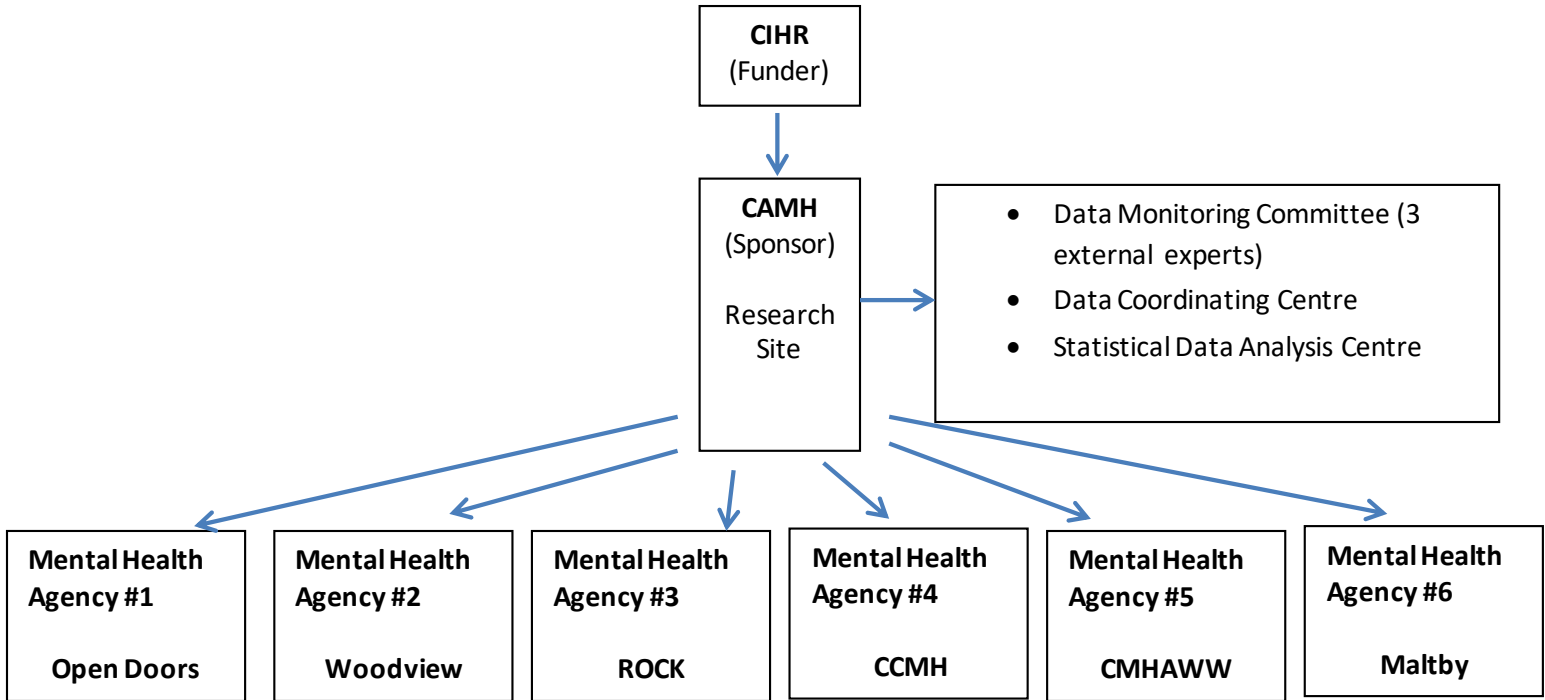 CIHR
(Funder)
CAMH
(Sponsor)
Research
Site
• Data Monitoring Committee (3
external experts)
• Data Coordinating Centre
• Statistical Data Analysis Centre
Mental Health
Agency #1
Open Doors
Mental Health
Agency #2
Woodview
Mental Health
Agency #3
ROCK
Mental Health
Agency #4
CCMH
Mental Health
Agency #5
CMHAWW
Mental Health
Agency #6
Maltby